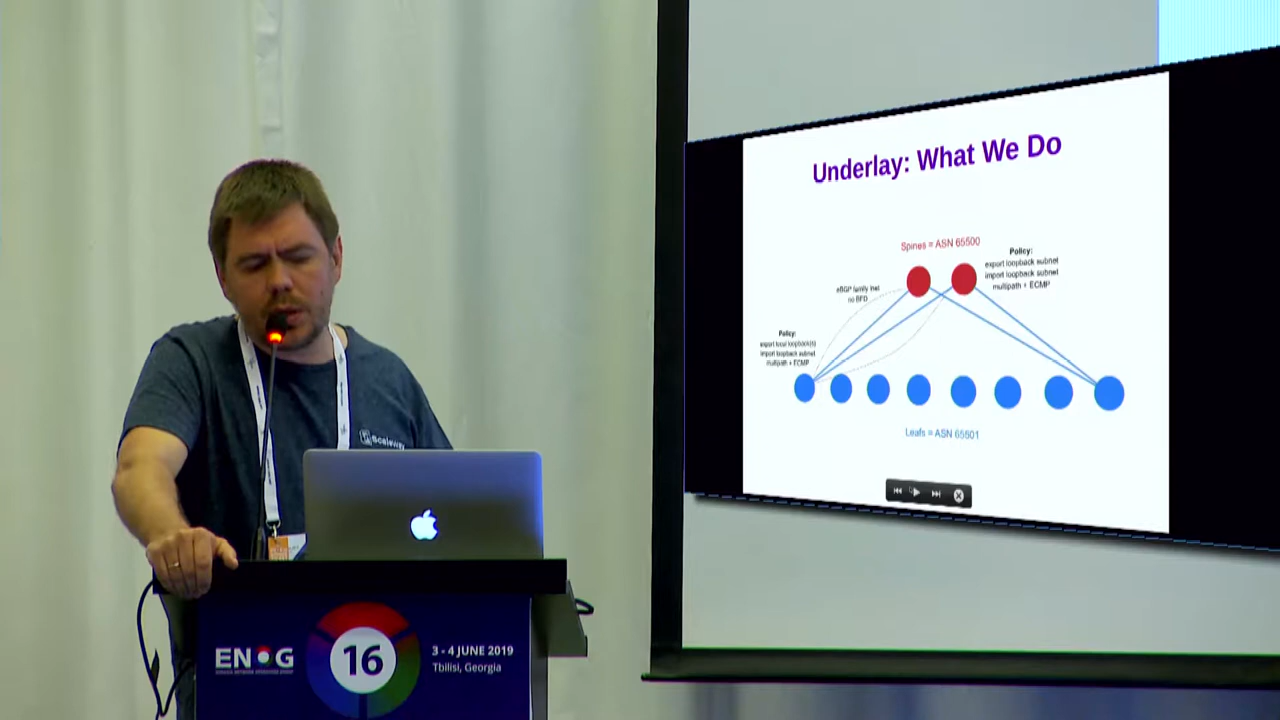 Underlay: What We Do
Spines = ASN 65500
Policy:
export loopback subnet
import loopback subnet
multipath + ECMP
eBGP family inet
no BFD
Policy:
export local loopback(s)
import loopback subnet
multipath + ECMP
Leafs = ASN 65501
Scaleway
ENOG
16
3 - 4 JUNE 2019
Tbilisi, Georgia